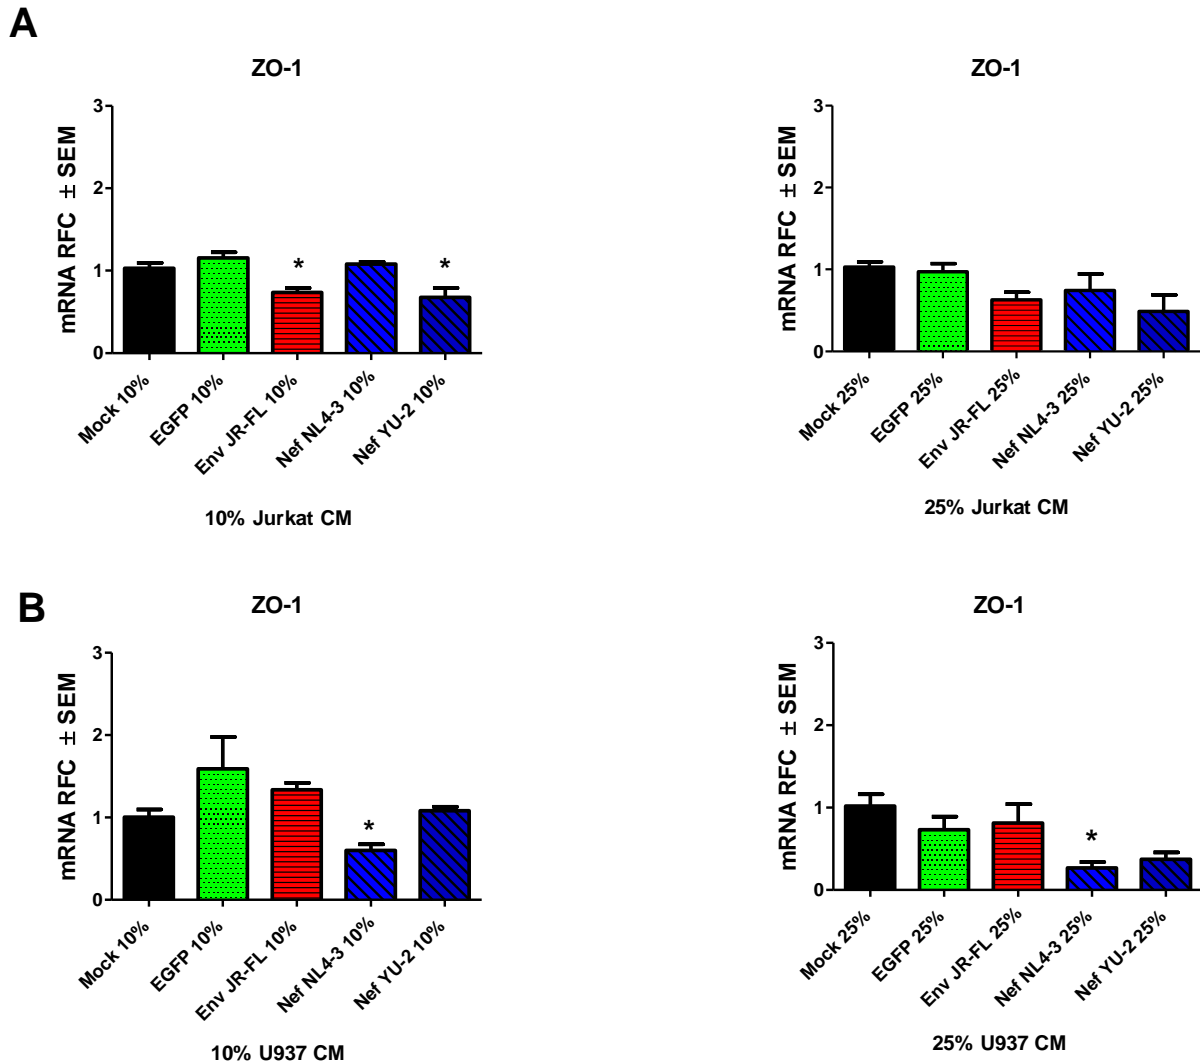 A
ZO-1
mRNA RFC ± SEM
3
2
1
0
*
*
Mock 10%
EGFP 10%
Env JR-FL 10%
Nef NL4-3 10%
Nef YU-2 10%
10% Jurkat CM
ZO-1
mRNA RFC ± SEM
3
2
1
0
Mock 25%
EGFP 25%
Env JR-FL 25%
Nef NL4-3 25%
Nef YU-2 25%
25% Jurkat CM
B
ZO-1
mRNA RFC ± SEM
3
2
1
0
*
Mock 10%
EGFP 10%
Env JR-FL 10%
Nef NL4-3 10%
Nef YU-2 10%
10% U937 CM
ZO-1
mRNA RFC ± SEM
3
2
1
0
*
Mock 25%
EGFP 25%
Env JR-FL 25%
Nef NL4-3 25%
Nef YU-2 25%
25% U937 CM